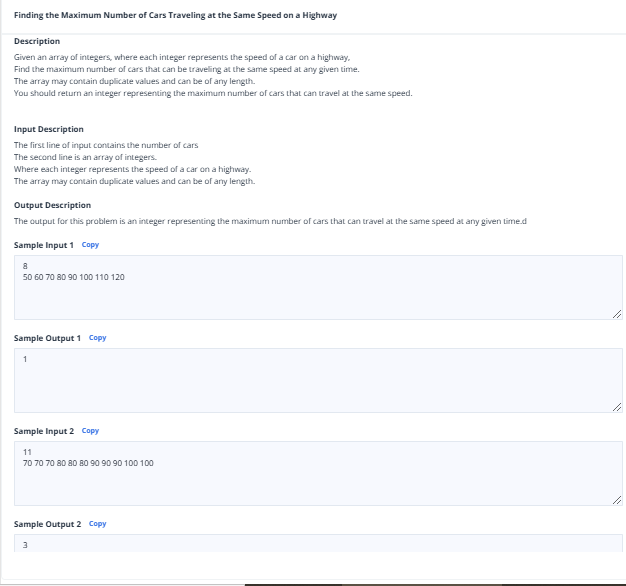 Finding the Maximum Number of Cars Traveling at the Same Speed on a Highway
Description
Given an array of integers, where each integer represents the speed of a car on a highway,
Find the maximum number of cars that can be traveling at the same speed at any given time.
The array may contain duplicate values and can be of any length.
You should return an integer representing the maximum number of cars that can travel at the same speed.
Input Description
The first line of input contains the number of cars
The second line is an array of integers.
Where each integer represents the speed of a car on a highway.
The array may contain duplicate values and can be of any length.
Output Description
The output for this problem is an integer representing the maximum number of cars that can travel at the same speed at any given time.d
Sample Input 1 Copy
8
50 60 70 80 90 100 110 120
Sample Output 1 Copy
1
Sample Input 2 Copy
11
70 70 70 80 80 80 90 90 90 100 100
Sample Output 2 Copy
3